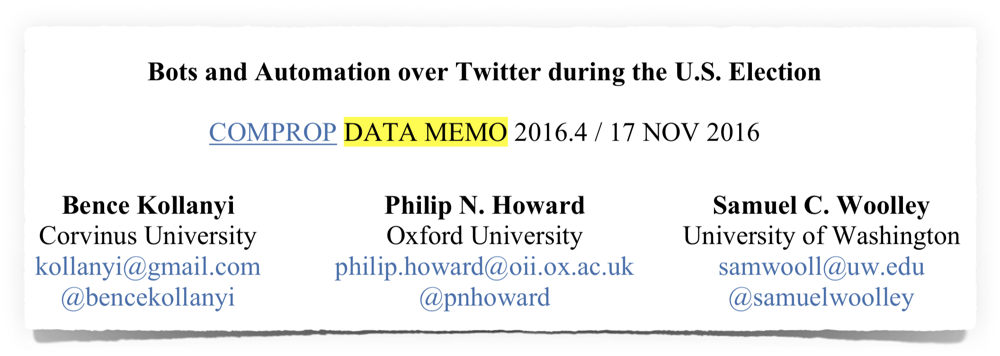 Bots and Automation over Twitter during the U.S. Election
COMPROP DATA MEMO 2016.4 / 17 NOV 2016
Bence Kollanyi Philip N. Howard Samuel C. Woolley
Corvinus University Oxford University University of Washington
kollanyi@gmail.com philip.howard@oii.ox.ac.uk samwooll@uw.edu
@bencekollanyi @pnhoward @samuelwoolley